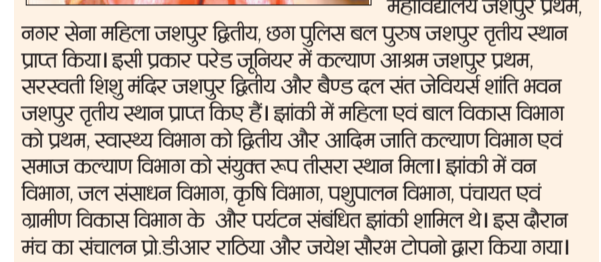 महाविद्यालय जशपुर प्रथम,
नगर सेना महिला जशपुर द्वितीय, छग पुलिस बल पुरुष जशपुर तृतीय स्थान
प्राप्त किया। इसी प्रकार परेड जूनियर में कल्याण आश्रम जशपुर प्रथम,
सरस्वती शिशु मंदिर जशपुर द्वितीय और बैण्ड दल संत जेवियर्स शांति भवन
जशपुर तृतीय स्थान प्राप्त किए हैं। झांकी में महिला एवं बाल विकास विभाग
को प्रथम, स्वास्थ्य विभाग को द्वितीय और आदिम जाति कल्याण विभाग एवं
समाज कल्याण विभाग को संयुक्त रूप तीसरा स्थान मिला। झांकी में वन
विभाग, जल संसाधन विभाग, कृषि विभाग, पशुपालन विभाग, पंचायत एवं
ग्रामीण विकास विभाग के और पर्यटन संबंधित झांकी शामिल थे। इस दौरान
मंच का संचालन प्रो.डीआर राठिया और जयेश सौरभ टोपनो द्वारा किया गया।